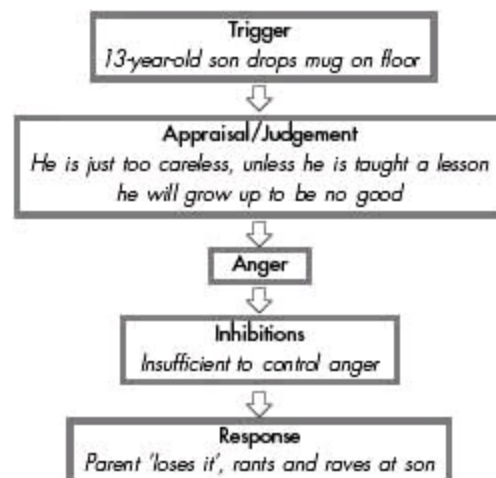 Trigger
13-year-old son drops mug on floor
Appraisal/Judgement
He is just too careless, unless he is taught a lesson
he will grow up to be no good
Anger
Inhibitions
Insufficient to control anger
Response
Parent 'loses it', rants and raves at son